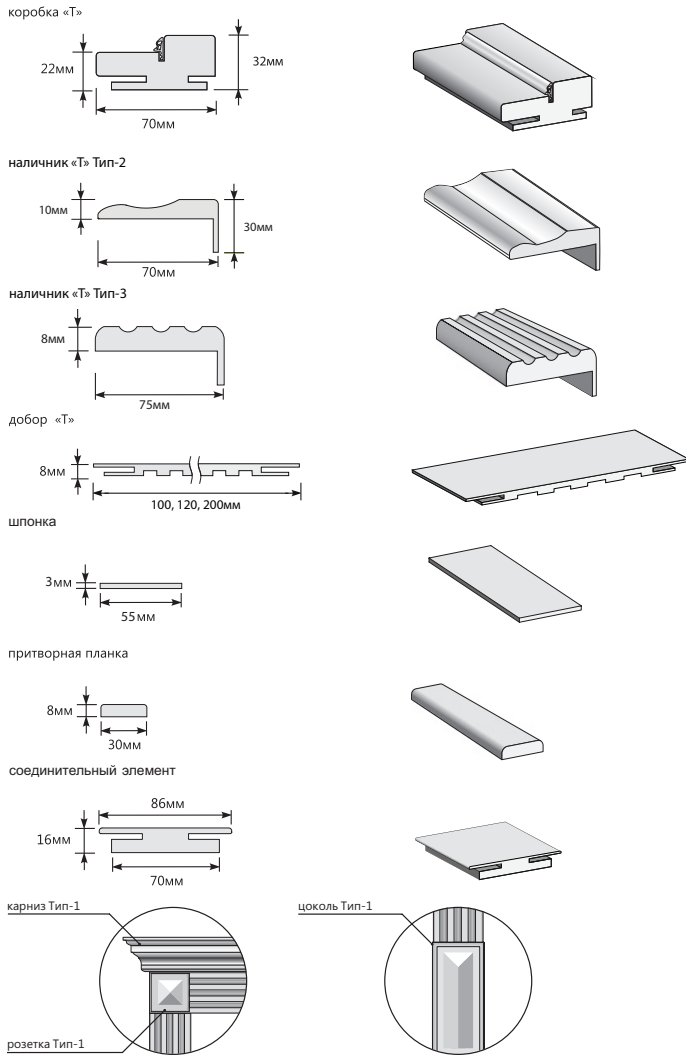 коробка «Т»
22мм
32мм
70мм
наличник «Т» Тип-2
10мм
30мм
70мм
наличник «Т» Тип-3
8мм
75мм
добор «Т»
8мм
100, 120, 200мм
шпонка
3мм
55мм
притворная планка
8мм
30мм
соединительный элемент
86мм
16мм
70мм
карниз Тип-1
цоколь Тип-1
розетка Тип-1